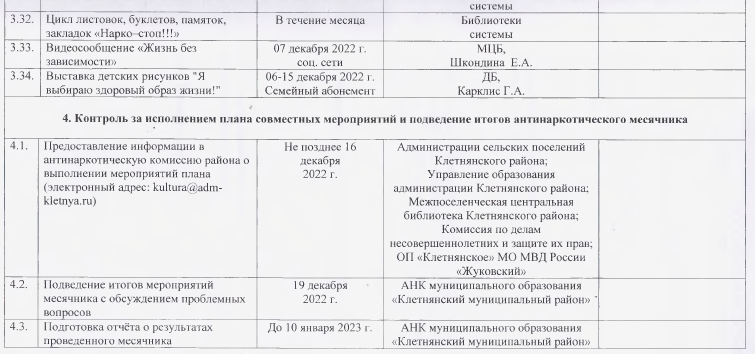 системы
3.32. Цикл листовок, буклетов, памяток, В течение месяца Библиотеки
закладок «Нарко–стоп!!!» системы
3.33. Видеосообщение «Жизнь без 07 декабря 2022 г. МЦБ,
зависимости» соц. сети Шкондина Е.А.
3.34. Выставка детских рисунков "Я 06-15 декабря 2022 г. ДБ,
выбираю здоровый образ жизни!" Семейный абонемент Карклис Г.А.
4. Контроль за исполнением плана совместных мероприятий и подведение итогов антинаркотического месячника
4.1. Предоставление информации в Не позднее 16 Администрации сельских поселений
антинаркотическую комиссию района о декабря Клетнянского района;
выполнении мероприятий плана 2022 г. Управление образования
(электронный адрес: kultura@adm- администрации Клетнянского района;
kletnya.ru) Межпоселенческая центральная
библиотека Клетнянского района;
Комиссия по делам
несовершеннолетних и защите их прав;
ОП «Клетнянское» МО МВД России
«Жуковский»
4.2. Подведение итогов мероприятий 19 декабря АНК муниципального образования
месячника с обсуждением проблемных 2022 г. «Клетнянский муниципальный район»
вопросов
4.3. Подготовка отчёта о результатах До 10 января 2023 г. АНК муниципального образования
проведенного месячника «Клетнянский муниципальный район»